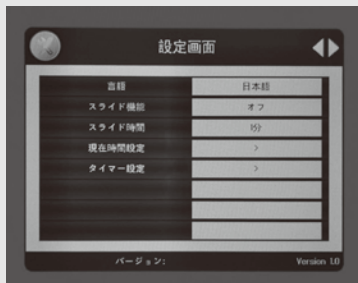 設定画面
言語 日本語
スライド機能 オフ
スライド時間 1分
現在時間設定 >
タイマー設定 >
バージョン: Version 1.0